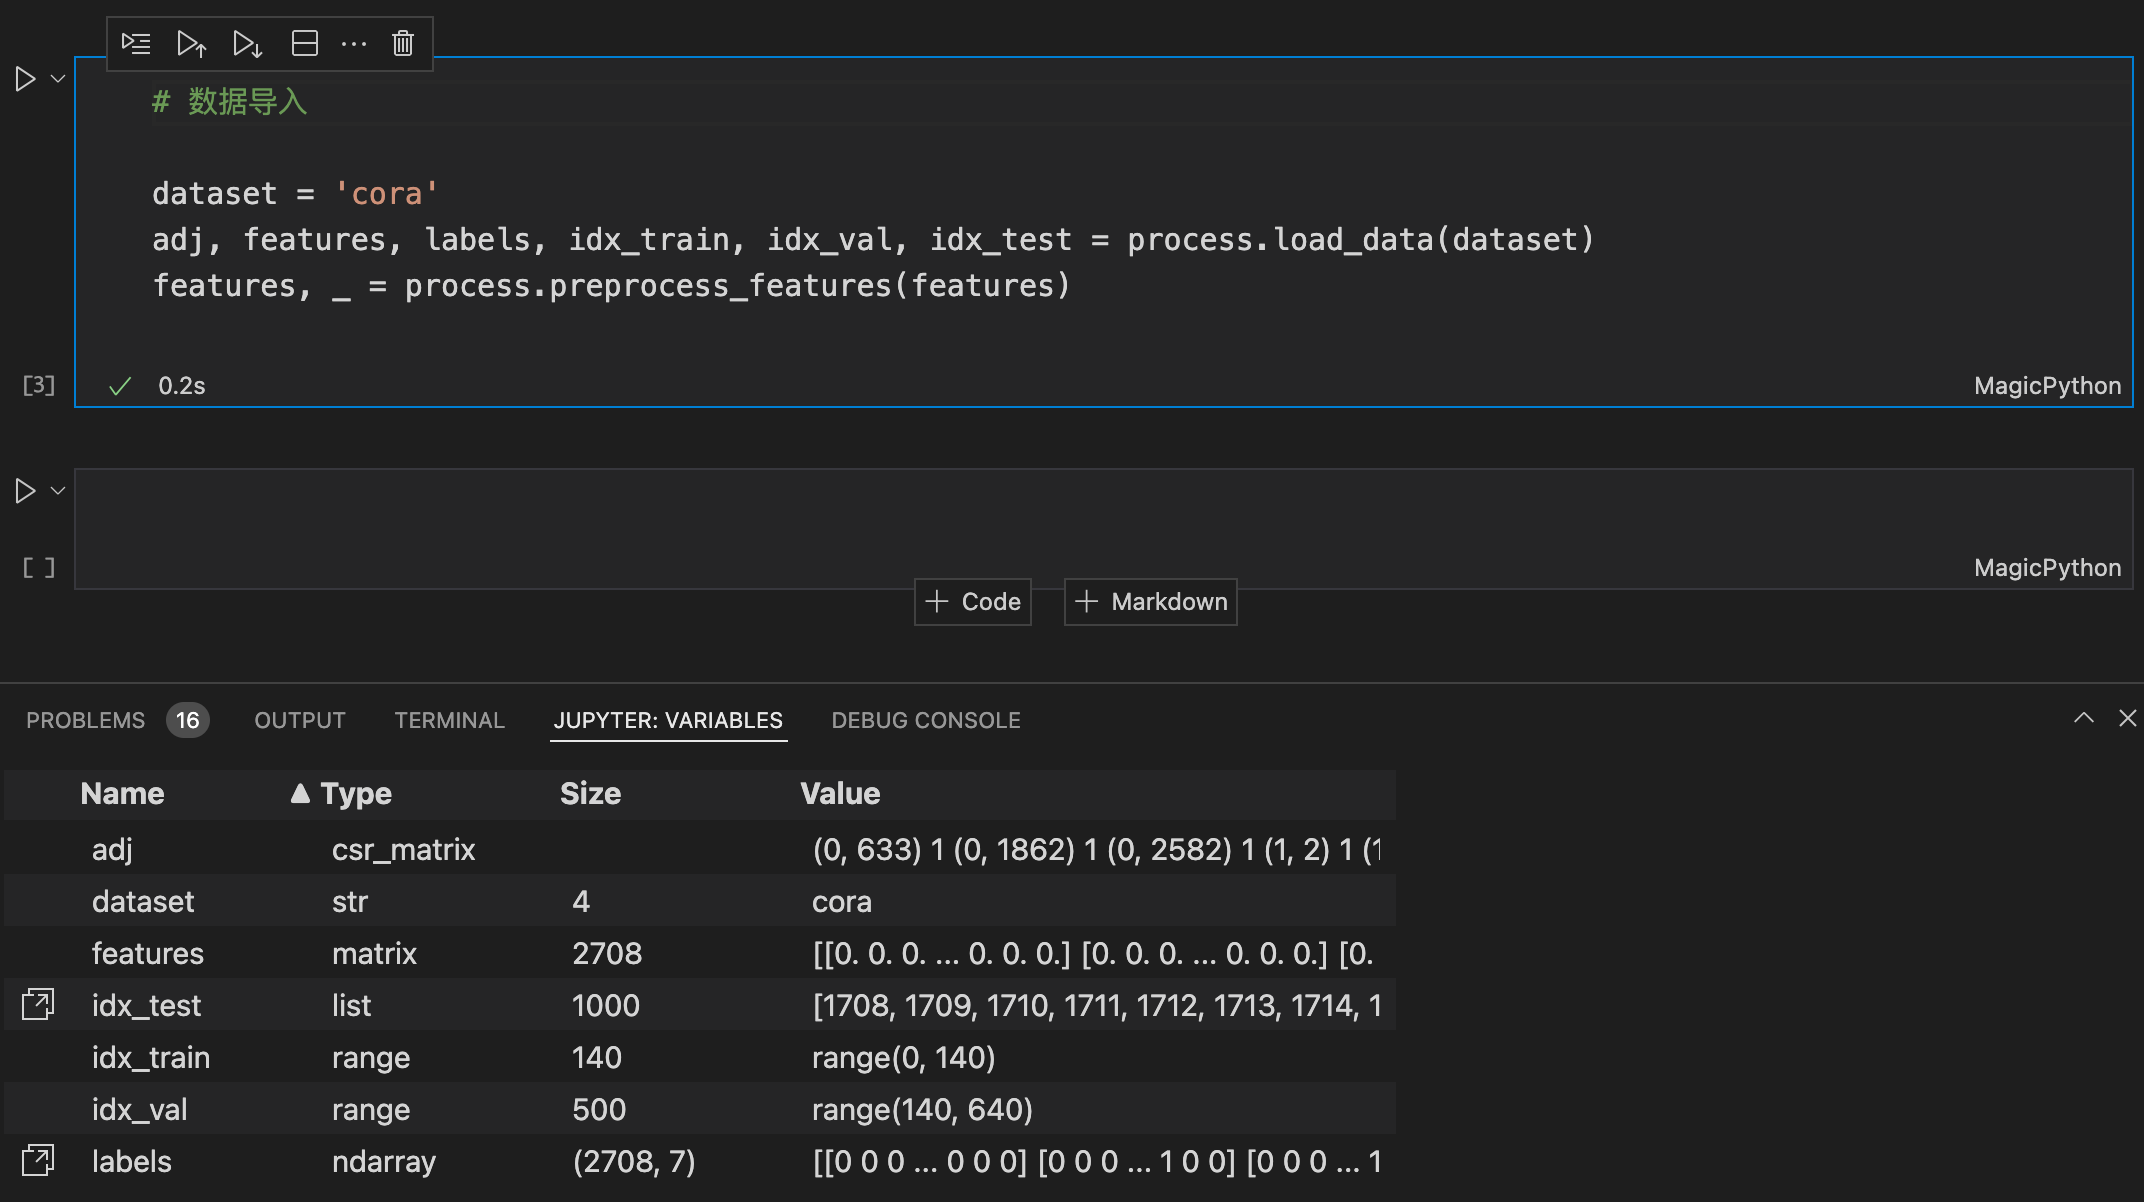 # 数据导入
dataset = 'cora'
adj, features, labels, idx_train, idx_val, idx_test = process.load_data(dataset)
features, _ = process.preprocess_features(features)
[3] 0.2s MagicPython
[ ] MagicPython
+ Code + Markdown
PROBLEMS 16 OUTPUT TERMINAL JUPYTER: VARIABLES DEBUG CONSOLE
Name ▲ Type Size Value
adj csr_matrix (0, 633) 1 (0, 1862) 1 (0, 2582) 1 (1, 2) 1 (1
dataset str 4 cora
features matrix 2708 [[0. 0. 0. ... 0. 0. 0.] [0. 0. 0. ... 0. 0. 0.] [0.
idx_test list 1000 [1708, 1709, 1710, 1711, 1712, 1713, 1714, 1
idx_train range 140 range(0, 140)
idx_val range 500 range(140, 640)
labels ndarray (2708, 7) [[0 0 0 ... 0 0 0] [0 0 0 ... 1 0 0] [0 0 0 ... 1